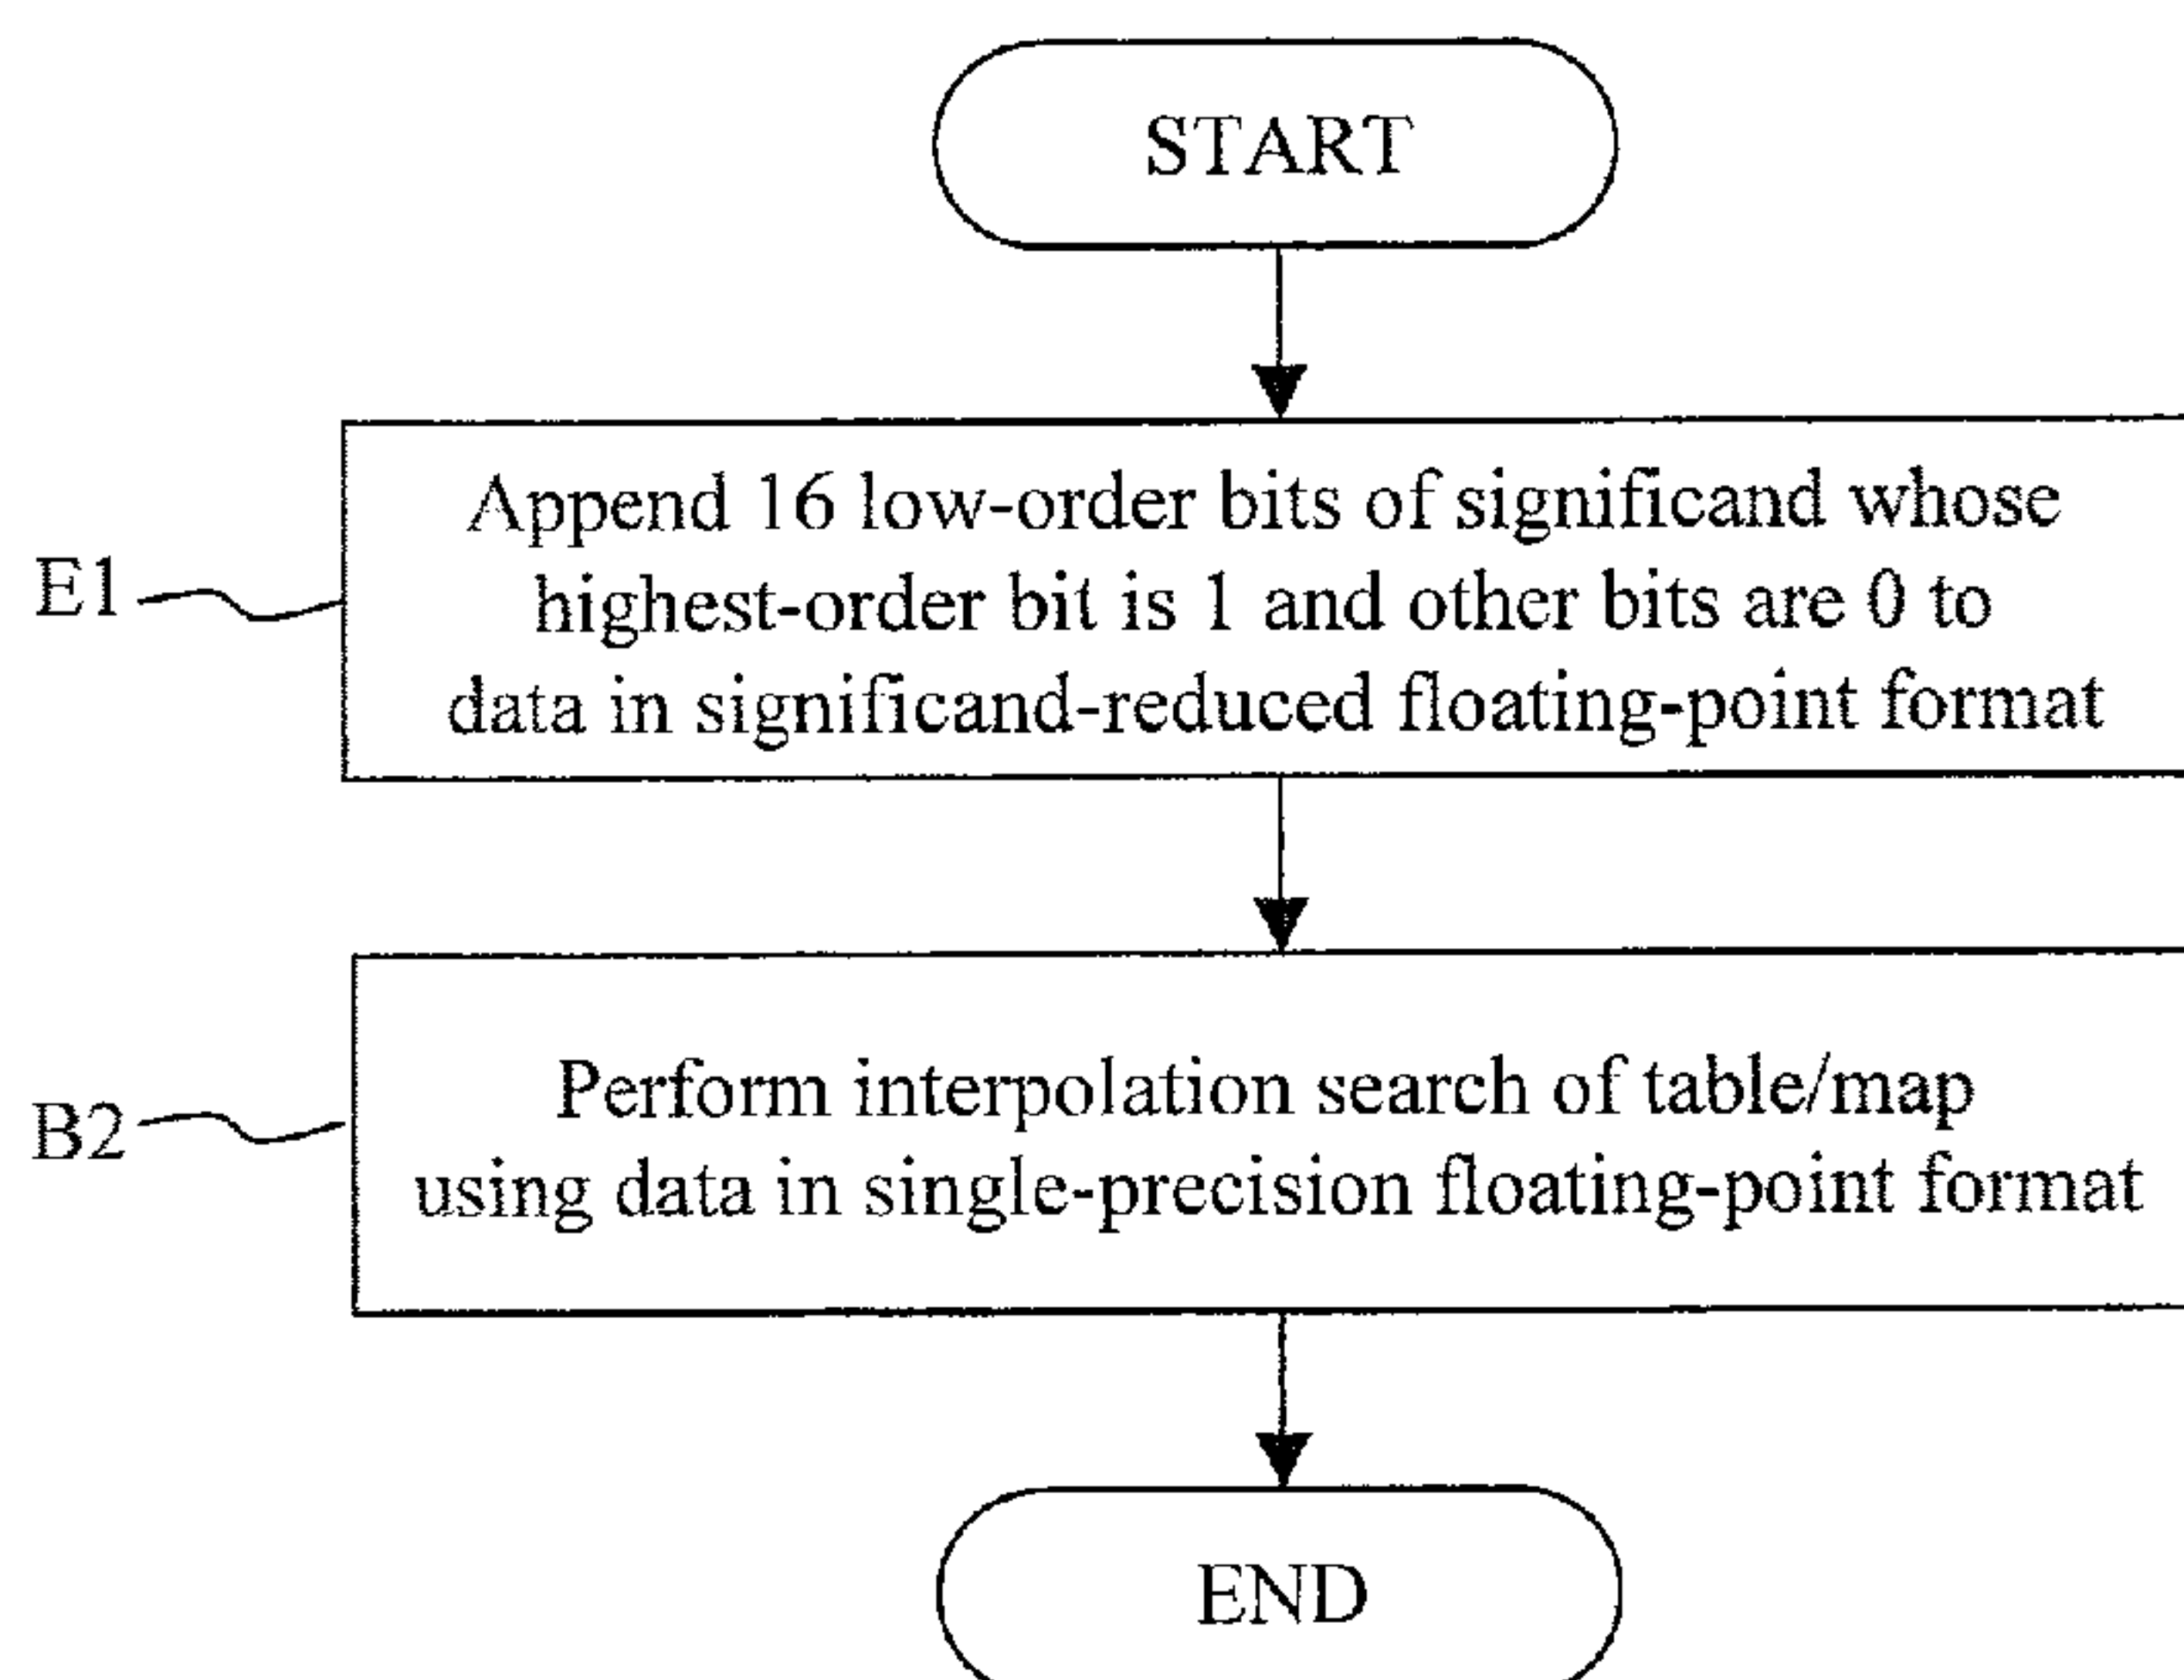 START
E1
Append 16 low-order bits of significand whose
highest-order bit is 1 and other bits are 0 to
data in significand-reduced floating-point format
B2
Perform interpolation search of table/map
using data in single-precision floating-point format
END